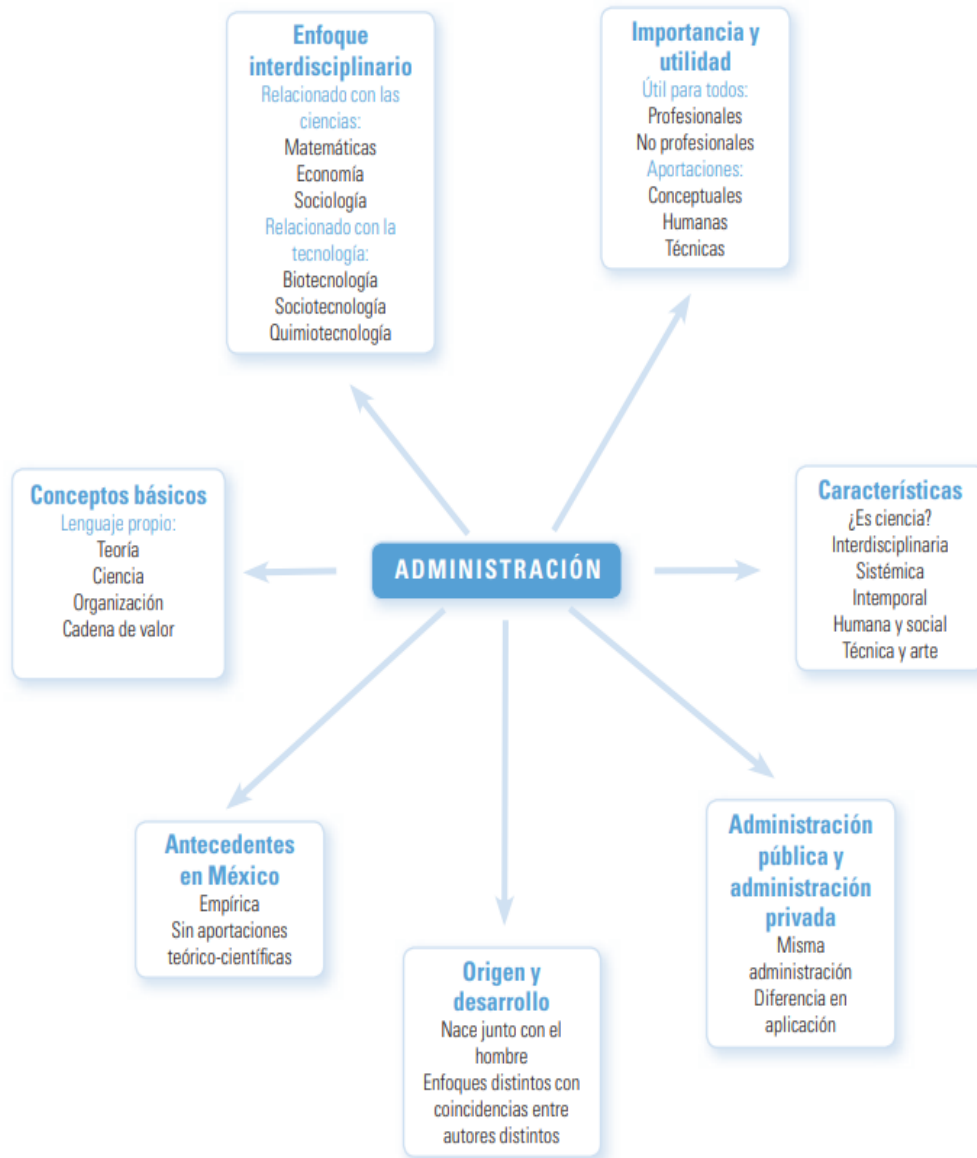 Enfoque
interdisciplinario
Relacionado con las
ciencias:
Matemáticas
Economía
Sociología
Relacionado con la
tecnología:
Biotecnología
Sociotecnología
Quimiotecnología
Importancia y
utilidad
Útil para todos:
Profesionales
No profesionales
Aportaciones:
Conceptuales
Humanas
Técnicas
Conceptos básicos
Lenguaje propio:
Teoría
Ciencia
Organización
Cadena de valor
ADMINISTRACIÓN
Características
¿Es ciencia?
Interdisciplinaria
Sistémica
Intemporal
Humana y social
Técnica y arte
Antecedentes
en México
Empírica
Sin aportaciones
teórico-científicas
Origen y
desarrollo
Nace junto con el
hombre
Enfoques distintos con
coincidencias entre
autores distintos
Administración
pública y
administración
privada
Misma
administración
Diferencia en
aplicación